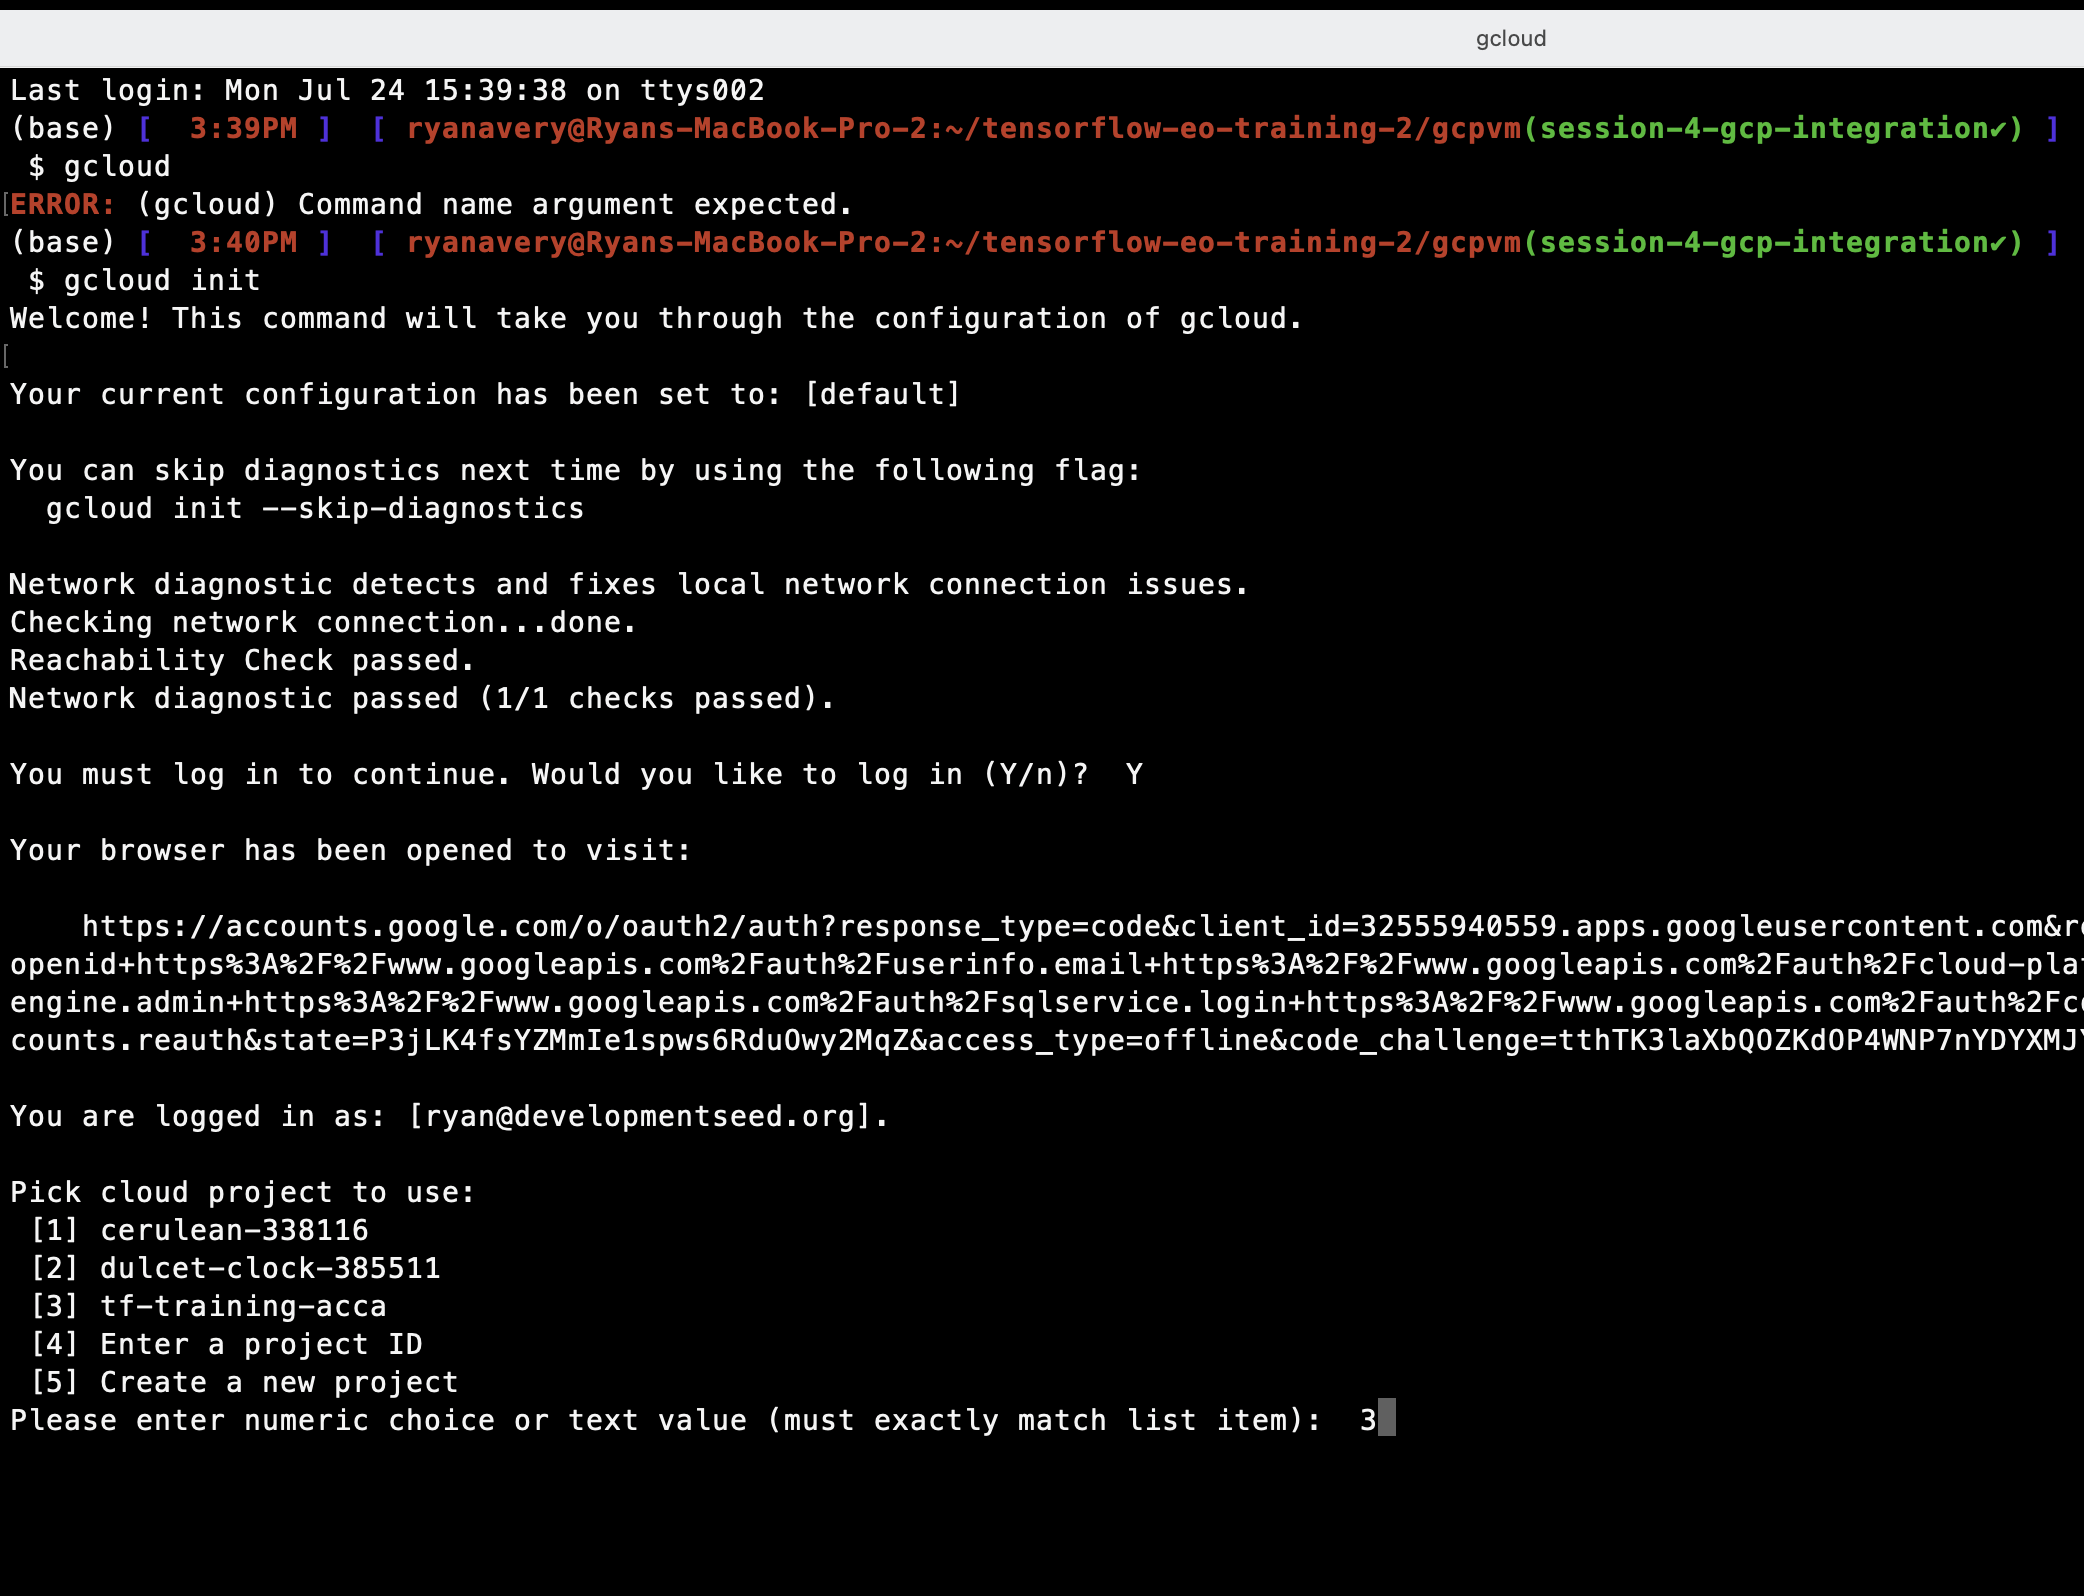 gcloud
Last login: Mon Jul 24 15:39:38 on ttys002
(base) [  3:39PM ]  [ ryanavery@Ryans-MacBook-Pro-2:~/tensorflow-eo-training-2/gcpvm(session-4-gcp-integration✔) ]
 $ gcloud
[ERROR: (gcloud) Command name argument expected.
(base) [  3:40PM ]  [ ryanavery@Ryans-MacBook-Pro-2:~/tensorflow-eo-training-2/gcpvm(session-4-gcp-integration✔) ]
 $ gcloud init
Welcome! This command will take you through the configuration of gcloud.
[
Your current configuration has been set to: [default]
You can skip diagnostics next time by using the following flag:
  gcloud init --skip-diagnostics
Network diagnostic detects and fixes local network connection issues.
Checking network connection...done.
Reachability Check passed.
Network diagnostic passed (1/1 checks passed).
You must log in to continue. Would you like to log in (Y/n)?  Y
Your browser has been opened to visit:
    https://accounts.google.com/o/oauth2/auth?response_type=code&client_id=32555940559.apps.googleusercontent.com&re
openid+https%3A%2F%2Fwww.googleapis.com%2Fauth%2Fuserinfo.email+https%3A%2F%2Fwww.googleapis.com%2Fauth%2Fcloud-plat
engine.admin+https%3A%2F%2Fwww.googleapis.com%2Fauth%2Fsqlservice.login+https%3A%2F%2Fwww.googleapis.com%2Fauth%2Fco
counts.reauth&state=P3jLK4fsYZMmIe1spws6RduOwy2MqZ&access_type=offline&code_challenge=tthTK3laXbQOZKdOP4WNP7nYDYXMJY
You are logged in as: [ryan@developmentseed.org].
Pick cloud project to use:
 [1] cerulean-338116
 [2] dulcet-clock-385511
 [3] tf-training-acca
 [4] Enter a project ID
 [5] Create a new project
Please enter numeric choice or text value (must exactly match list item):  3